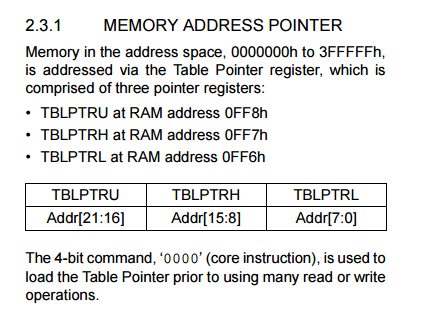 2.3.1 MEMORY ADDRESS POINTER
Memory in the address space, 0000000h to 3FFFFFh,
is addressed via the Table Pointer register, which is
comprised of three pointer registers:
• TBLPTRU at RAM address 0FF8h
• TBLPTRH at RAM address 0FF7h
• TBLPTRL at RAM address 0FF6h
TBLPTRU TBLPTRH TBLPTRL
Addr[21:16] Addr[15:8] Addr[7:0]
The 4-bit command, ‘0000’ (core instruction), is used to
load the Table Pointer prior to using many read or write
operations.